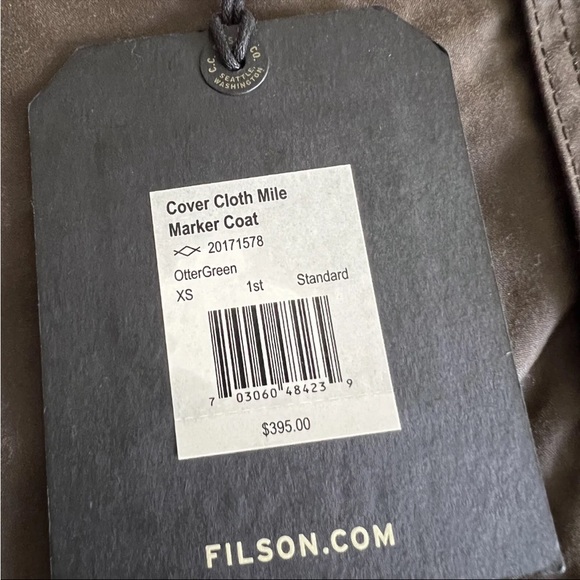 C.C. CO.
SEATTLE,
WASHINGTON
Cover Cloth Mile
Marker Coat
20171578
OtterGreen
XS 1st Standard
7 03060 48423 9
$395.00
FILSON.COM